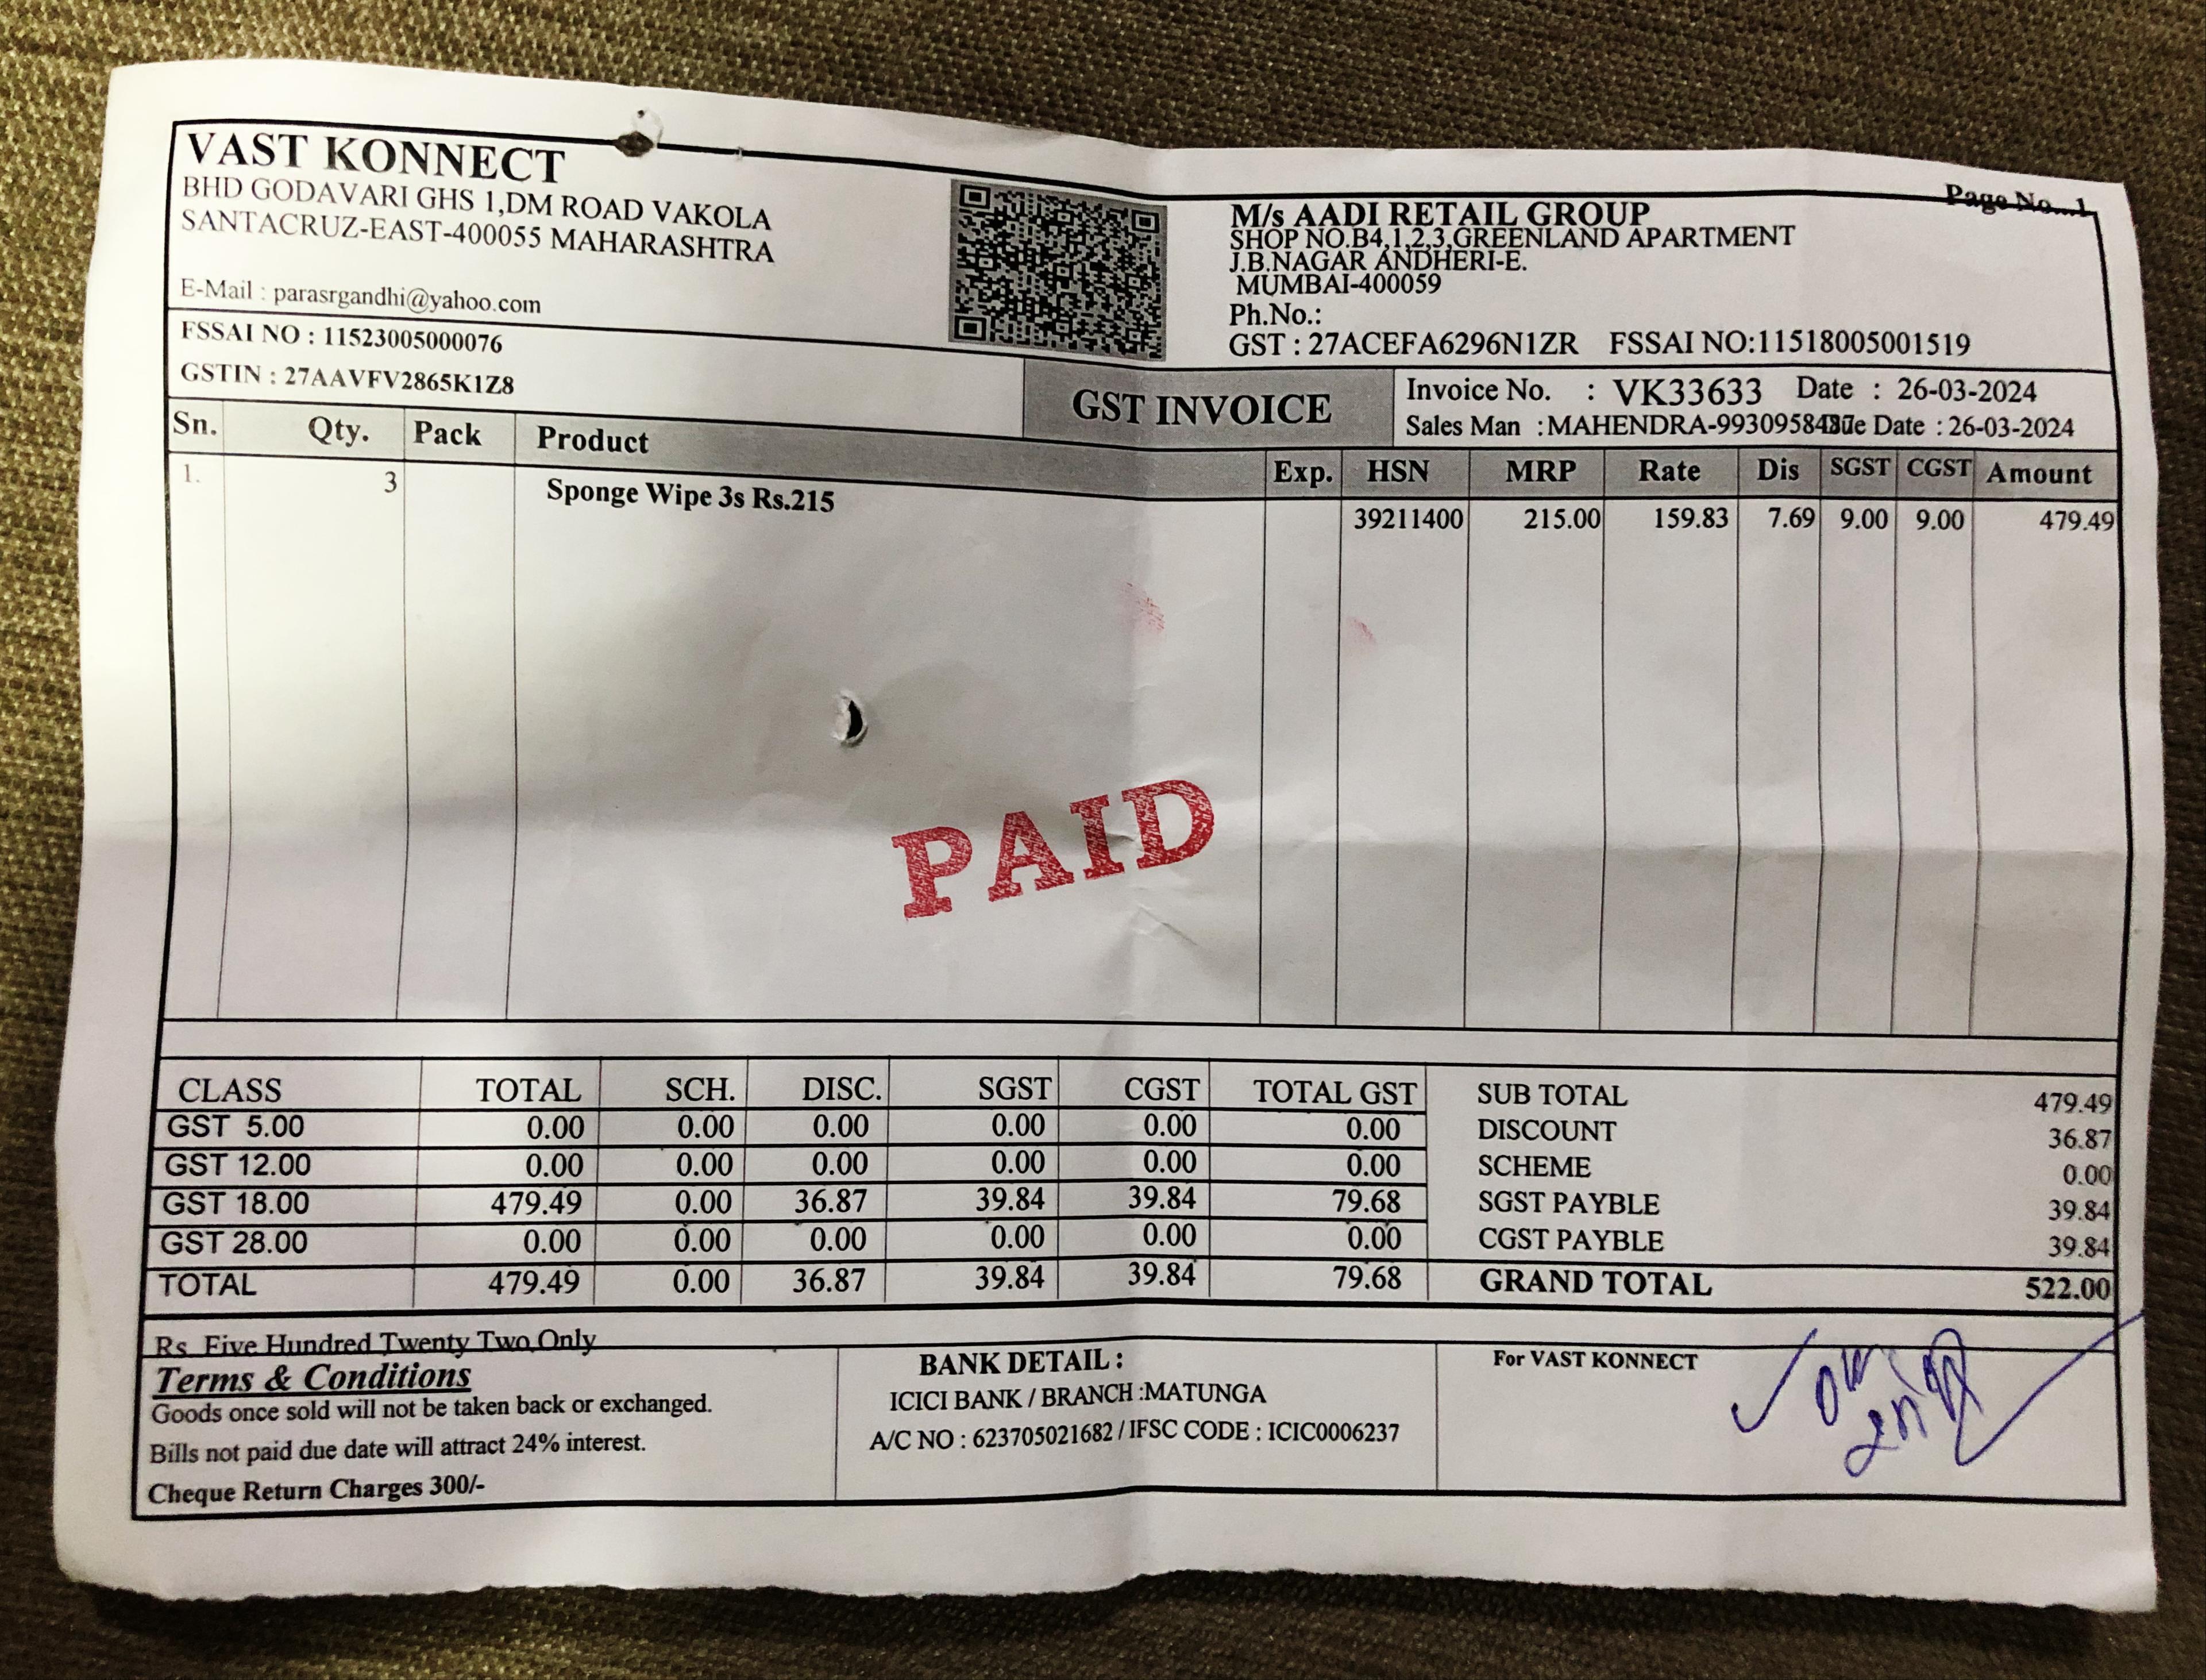 Page No...1
VAST KONNECT
BHD GODAVARI GHS 1,DM ROAD VAKOLA
SANTACRUZ-EAST-400055 MAHARASHTRA
E-Mail : parasrgandhi@yahoo.com
FSSAI NO : 11523005000076
GSTIN : 27AAVFV2865K1Z8
M/s AADI RETAIL GROUP
SHOP NO.B4,1,2,3,GREENLAND APARTMENT
J.B.NAGAR ANDHERI-E.
MUMBAI-400059
Ph.No.:
GST : 27ACEFA6296N1ZR FSSAI NO:11518005001519
GST INVOICE
Invoice No. : VK33633 Date : 26-03-2024
Sales Man : MAHENDRA-9930958487 Due Date : 26-03-2024
Sn. Qty. Pack Product Exp. HSN MRP Rate Dis SGST CGST Amount
1. 3 Sponge Wipe 3s Rs.215 39211400 215.00 159.83 7.69 9.00 9.00 479.49
PAID
CLASS TOTAL SCH. DISC. SGST CGST TOTAL GST
GST 5.00 0.00 0.00 0.00 0.00 0.00 0.00
GST 12.00 0.00 0.00 0.00 0.00 0.00 0.00
GST 18.00 479.49 0.00 36.87 39.84 39.84 79.68
GST 28.00 0.00 0.00 0.00 0.00 0.00 0.00
TOTAL 479.49 0.00 36.87 39.84 39.84 79.68
SUB TOTAL 479.49
DISCOUNT 36.87
SCHEME 0.00
SGST PAYBLE 39.84
CGST PAYBLE 39.84
GRAND TOTAL 522.00
Rs. Five Hundred Twenty Two Only
Terms & Conditions
Goods once sold will not be taken back or exchanged.
Bills not paid due date will attract 24% interest.
Cheque Return Charges 300/-
BANK DETAIL :
ICICI BANK / BRANCH :MATUNGA
A/C NO : 623705021682 / IFSC CODE : ICIC0006237
For VAST KONNECT